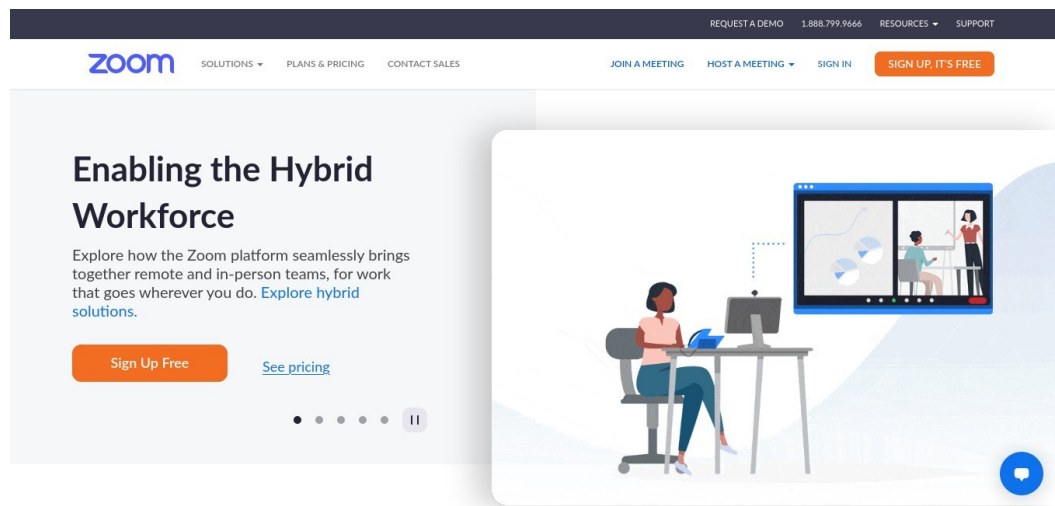 REQUEST A DEMO 1.888.799.9666 RESOURCES SUPPORT
zoom SOLUTIONS PLANS & PRICING CONTACT SALES JOIN A MEETING HOST A MEETING SIGN IN SIGN UP, IT'S FREE
Enabling the Hybrid
Workforce
Explore how the Zoom platform seamlessly brings
together remote and in-person teams, for work
that goes wherever you do. Explore hybrid
solutions.
Sign Up Free See pricing